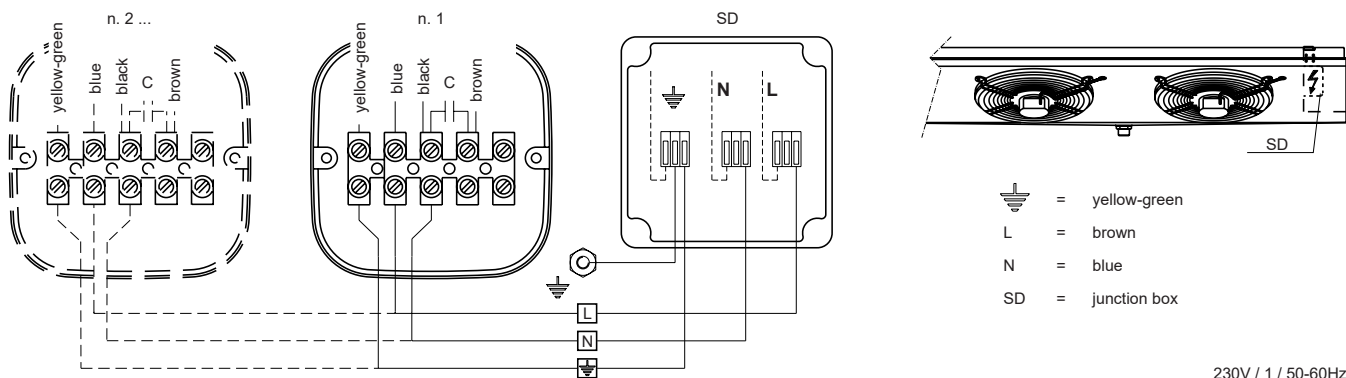 n. 2 ...
n. 1
SD
yellow-green
blue
black
C
brown
yellow-green
blue
black
C
brown
N
L
SD
= yellow-green
L = brown
N = blue
SD = junction box
L
N
230V / 1 / 50-60Hz